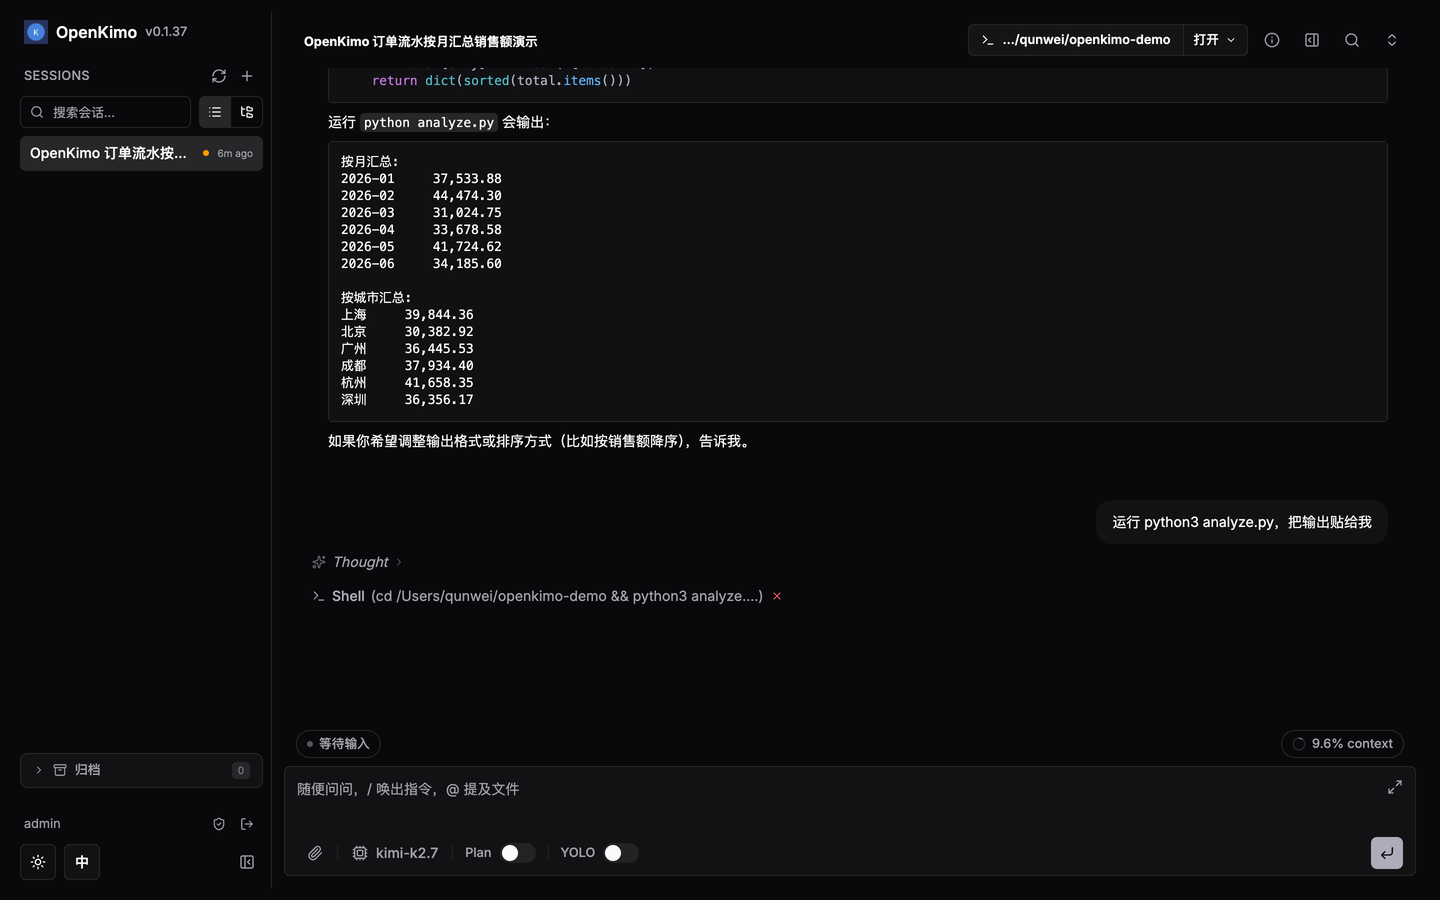 OpenKimo v0.1.37
SESSIONS
搜索会话...
OpenKimo 订单流水按... 6m ago
归档 0
admin
中
OpenKimo 订单流水按月汇总销售额演示
.../qunwei/openkimo-demo 打开
return dict(sorted(total.items()))
运行 python analyze.py 会输出：
按月汇总:
2026-01 37,533.88
2026-02 44,474.30
2026-03 31,024.75
2026-04 33,678.58
2026-05 41,724.62
2026-06 34,185.60
按城市汇总:
上海 39,844.36
北京 30,382.92
广州 36,445.53
成都 37,934.40
杭州 41,658.35
深圳 36,356.17
如果你希望调整输出格式或排序方式（比如按销售额降序），告诉我。
运行 python3 analyze.py，把输出贴给我
Thought
Shell (cd /Users/qunwei/openkimo-demo && python3 analyze....)
等待输入
9.6% context
随便问问，/ 唤出指令，@ 提及文件
kimi-k2.7 Plan YOLO